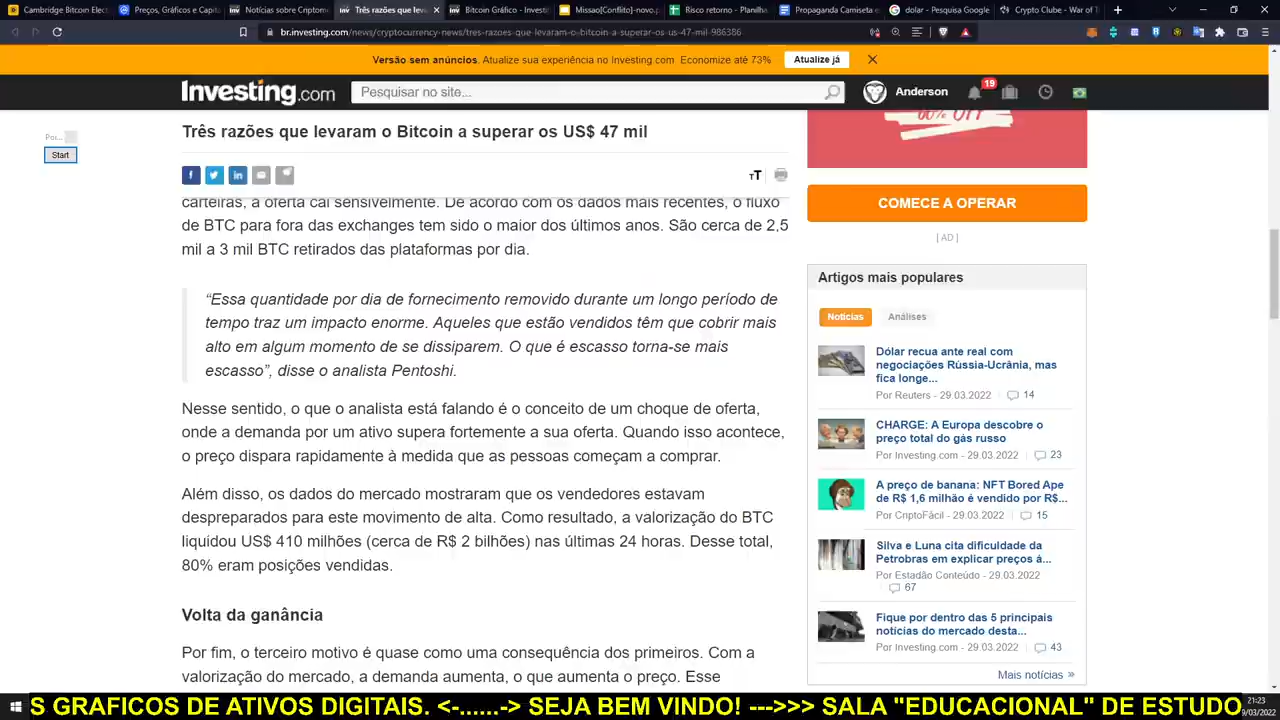 Cambridge Bitcoin Elect
Preços, Gráficos e Capita
Notícias sobre Criptom
Três razões que lev
Bitcoin Gráfico - Investi
Missao[Conflito]-novo.p
Risco retorno - Planilh
Propaganda Camiseta e
dolar - Pesquisa Google
Crypto Clube - War of T
br.investing.com/news/cryptocurrency-news/tres-razoes-que-levaram-o-bitcoin-a-superar-os-us-47-mil-986386
Versão sem anúncios. Atualize sua experiência no Investing.com Economize até 73%
Atualize já
Investing.com
Pesquisar no site...
Anderson
19
Por...
Start
Três razões que levaram o Bitcoin a superar os US$ 47 mil
60% OFF
carteiras, a oferta cai sensivelmente. De acordo com os dados mais recentes, o fluxo
de BTC para fora das exchanges tem sido o maior dos últimos anos. São cerca de 2,5
mil a 3 mil BTC retirados das plataformas por dia.
“Essa quantidade por dia de fornecimento removido durante um longo período de
tempo traz um impacto enorme. Aqueles que estão vendidos têm que cobrir mais
alto em algum momento de se dissiparem. O que é escasso torna-se mais
escasso”, disse o analista Pentoshi.
Nesse sentido, o que o analista está falando é o conceito de um choque de oferta,
onde a demanda por um ativo supera fortemente a sua oferta. Quando isso acontece,
o preço dispara rapidamente à medida que as pessoas começam a comprar.
Além disso, os dados do mercado mostraram que os vendedores estavam
despreparados para este movimento de alta. Como resultado, a valorização do BTC
liquidou US$ 410 milhões (cerca de R$ 2 bilhões) nas últimas 24 horas. Desse total,
80% eram posições vendidas.
Volta da ganância
Por fim, o terceiro motivo é quase como uma consequência dos primeiros. Com a
valorização do mercado, a demanda aumenta, o que aumenta o preço. Esse
COMECE A OPERAR
| AD |
Artigos mais populares
Notícias
Análises
Dólar recua ante real com
negociações Rússia-Ucrânia, mas
fica longe...
Por Reuters - 29.03.2022
14
CHARGE: A Europa descobre o
preço total do gás russo
Por Investing.com - 29.03.2022
23
A preço de banana: NFT Bored Ape
de R$ 1,6 milhão é vendido por R$...
Por CriptoFácil - 29.03.2022
15
Silva e Luna cita dificuldade da
Petrobras em explicar preços à...
Por Estadão Conteúdo - 29.03.2022
67
Fique por dentro das 5 principais
notícias do mercado desta...
Por Investing.com - 29.03.2022
43
Mais notícias »
S GRAFICOS DE ATIVOS DIGITAIS. <-......-> SEJA BEM VINDO! --->>> SALA "EDUCACIONAL" DE ESTUDO
21:23
9/03/2022